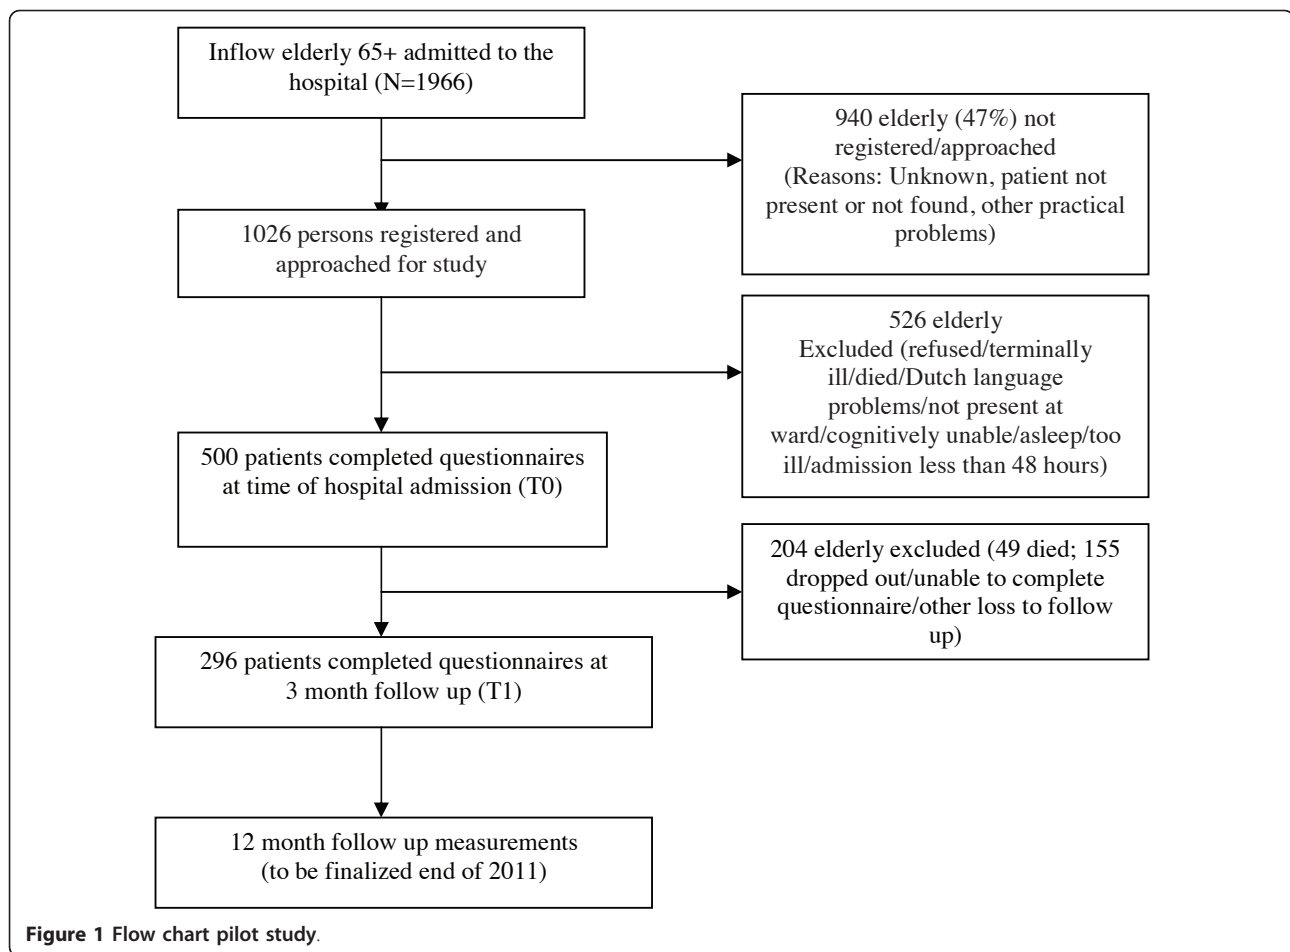 Inflow elderly 65+ admitted to the
hospital (N=1966)
940 elderly (47%) not
registered/approached
(Reasons: Unknown, patient not
present or not found, other practical
problems)
1026 persons registered and
approached for study
526 elderly
Excluded (refused/terminally
ill/died/Dutch language
problems/not present at
ward/cognitively unable/asleep/too
ill/admission less than 48 hours)
500 patients completed questionnaires
at time of hospital admission (T0)
204 elderly excluded (49 died; 155
dropped out/unable to complete
questionnaire/other loss to follow
up)
296 patients completed questionnaires at
3 month follow up (T1)
12 month follow up measurements
(to be finalized end of 2011)
Figure 1 Flow chart pilot study.